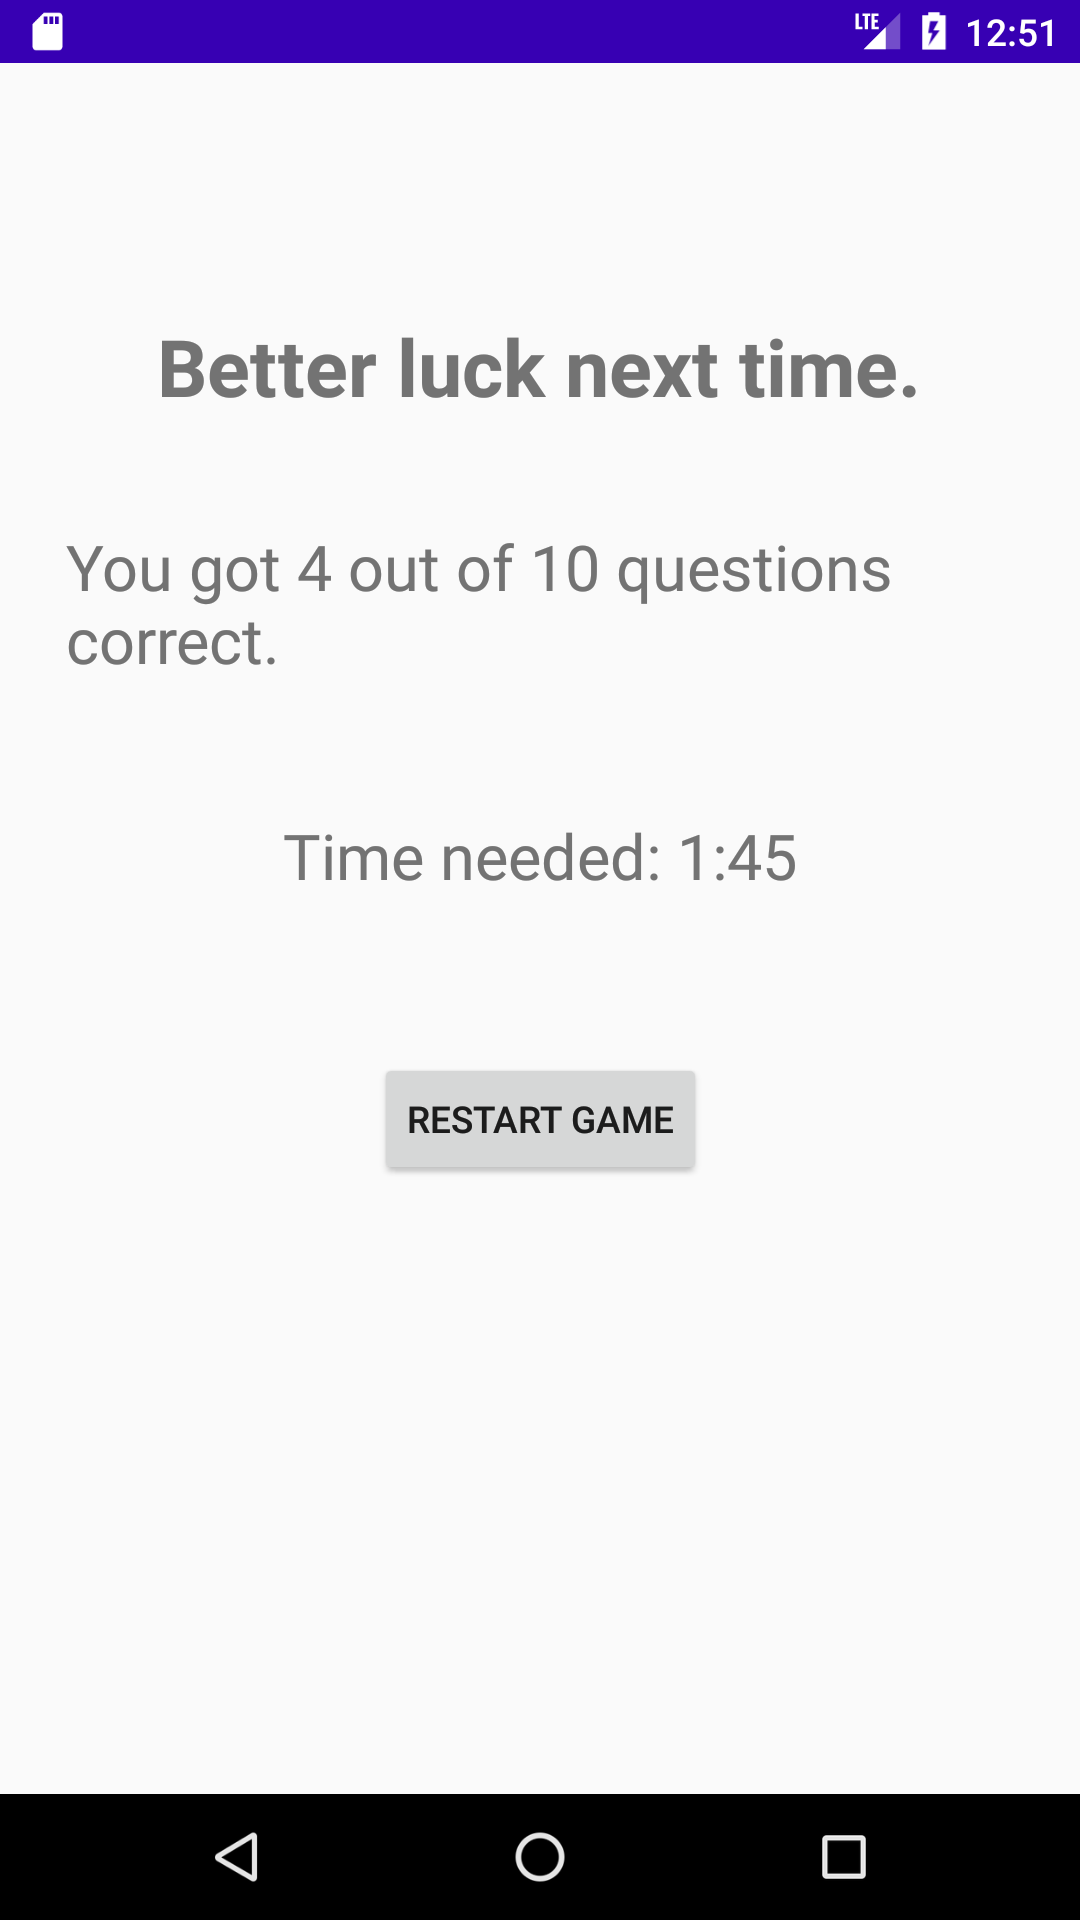 LTE 12:51
Better luck next time.
You got 4 out of 10 questions
correct.
Time needed: 1:45
RESTART GAME